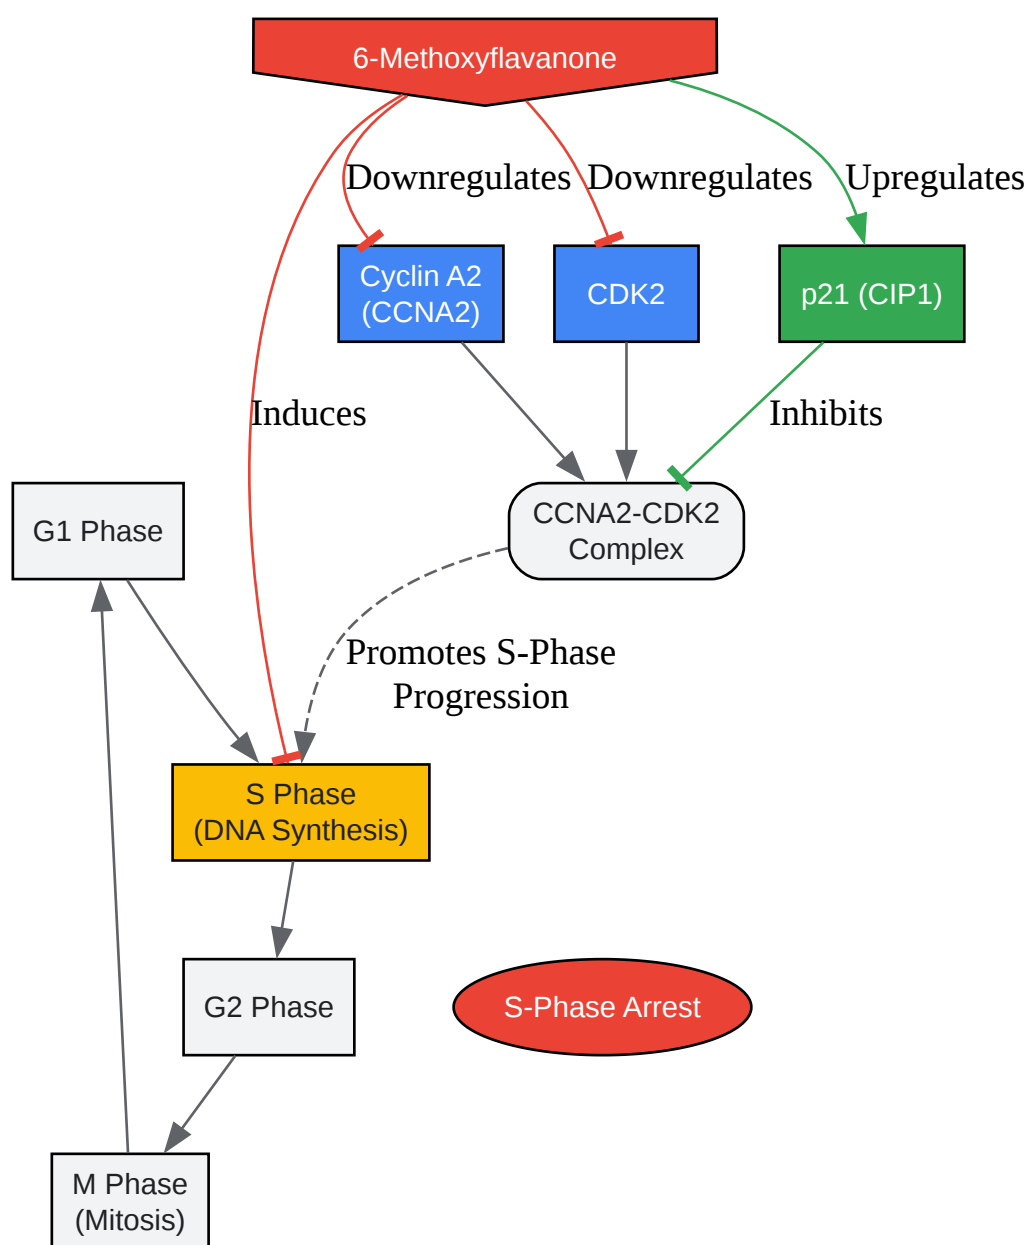 6-Methoxyflavanone
Downregulates
Downregulates
Upregulates
Cyclin A2
(CCNA2)
CDK2
p21 (CIP1)
Induces
Inhibits
G1 Phase
CCNA2-CDK2
Complex
Promotes S-Phase
Progression
S Phase
(DNA Synthesis)
G2 Phase
S-Phase Arrest
M Phase
(Mitosis)